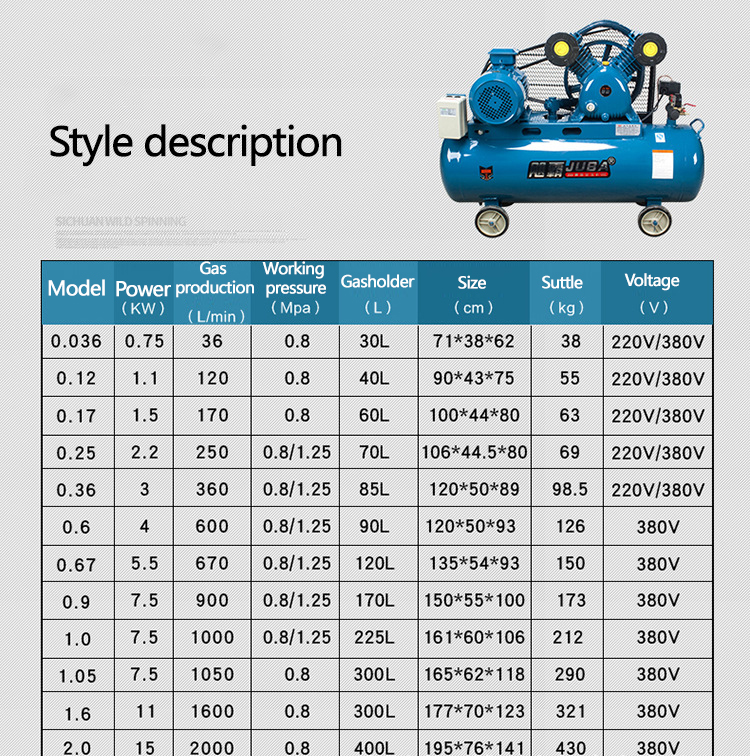 Style description
旭霸 JUBA
SICHUAN WILD SPINNING
Model Power Gas production Working pressure Gasholder Size Suttle Voltage
(KW) (L/min) (Mpa) (L) (cm) (kg) (V)
0.036 0.75 36 0.8 30L 71*38*62 38 220V/380V
0.12 1.1 120 0.8 40L 90*43*75 55 220V/380V
0.17 1.5 170 0.8 60L 100*44*80 63 220V/380V
0.25 2.2 250 0.8/1.25 70L 106*44.5*80 69 220V/380V
0.36 3 360 0.8/1.25 85L 120*50*89 98.5 220V/380V
0.6 4 600 0.8/1.25 90L 120*50*93 126 380V
0.67 5.5 670 0.8/1.25 120L 135*54*93 150 380V
0.9 7.5 900 0.8/1.25 170L 150*55*100 173 380V
1.0 7.5 1000 0.8/1.25 225L 161*60*106 212 380V
1.05 7.5 1050 0.8 300L 165*62*118 290 380V
1.6 11 1600 0.8 300L 177*70*123 321 380V
2.0 15 2000 0.8 400L 195*76*141 430 380V